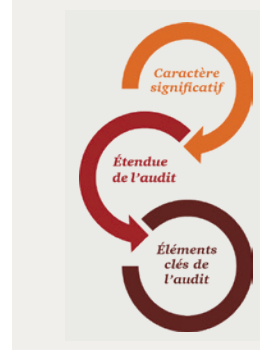 Caractère
significatif
Étendue
de l'audit
Éléments
clés de
l'audit